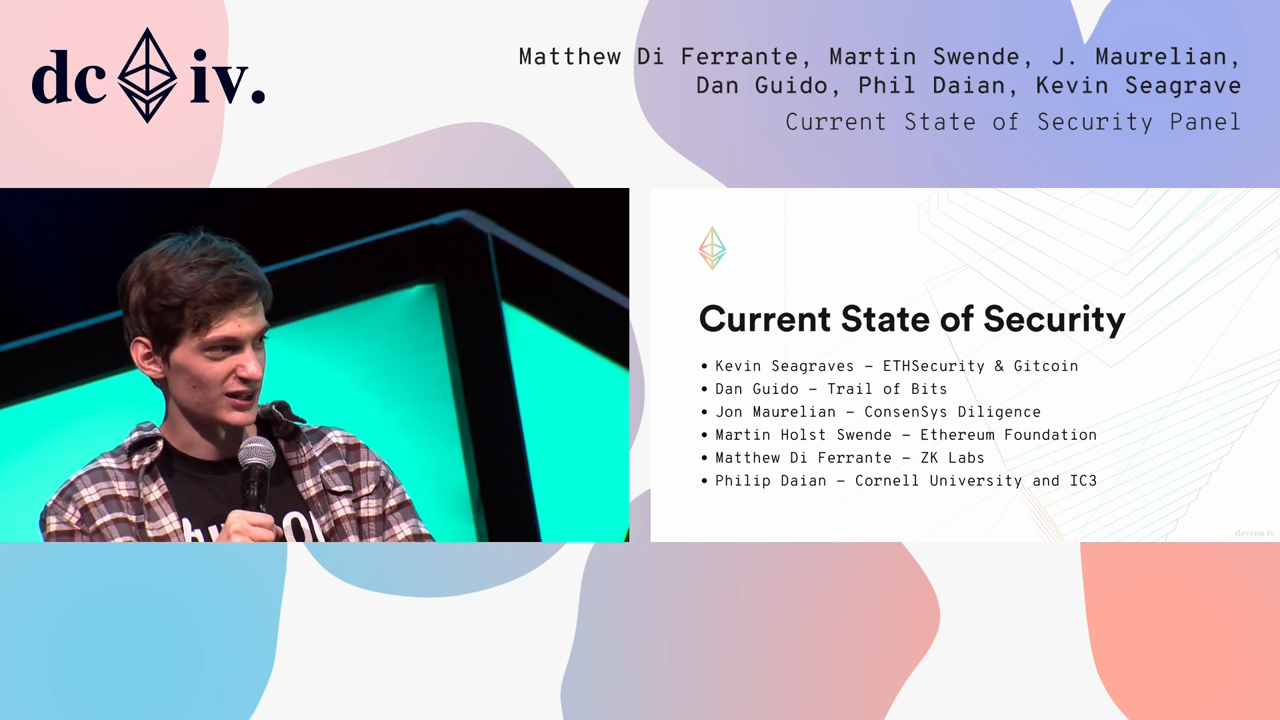 dc iv.
Matthew Di Ferrante, Martin Swende, J. Maurelian,
Dan Guido, Phil Daian, Kevin Seagrave
Current State of Security Panel
Current State of Security
• Kevin Seagraves – ETHSecurity & Gitcoin
• Dan Guido – Trail of Bits
• Jon Maurelian – ConsenSys Diligence
• Martin Holst Swende – Ethereum Foundation
• Matthew Di Ferrante – ZK Labs
• Philip Daian – Cornell University and IC3
devcon iv